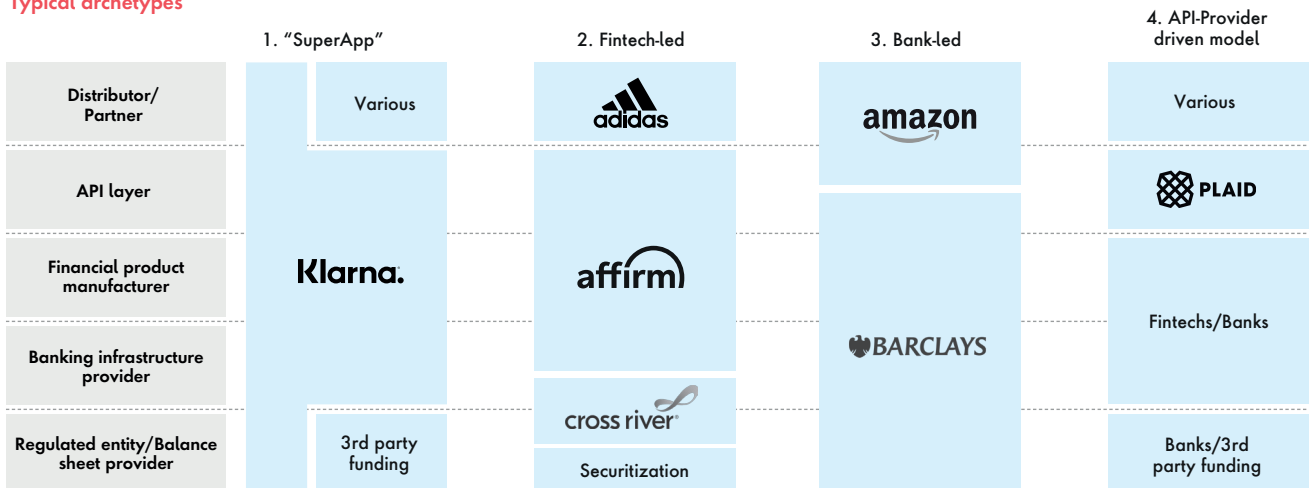 Typical archetypes
1. “SuperApp”
2. Fintech-led
3. Bank-led
4. API-Provider
driven model
Distributor/
Partner
Various
adidas
amazon
Various
API layer
PLAID
Financial product
manufacturer
Klarna.
affirm
Fintechs/Banks
Banking infrastructure
provider
BARCLAYS
cross river
Regulated entity/Balance
sheet provider
3rd party
funding
Securitization
Banks/3rd
party funding